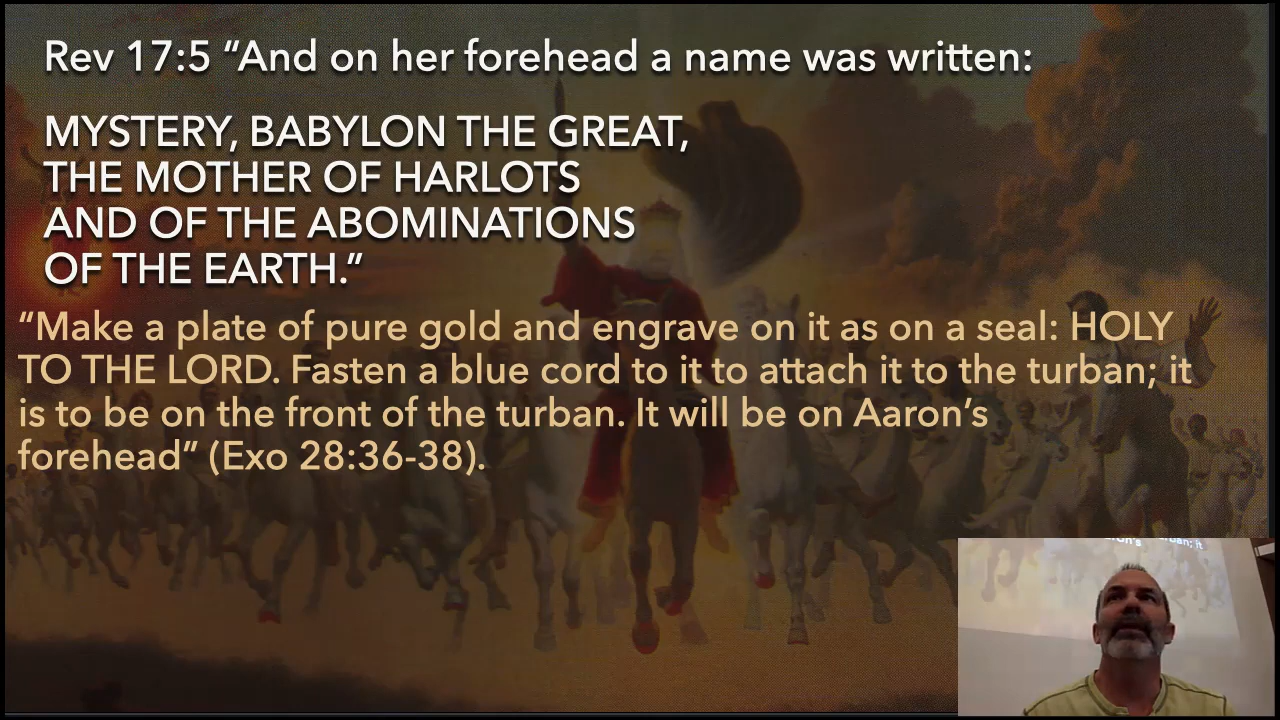 Rev 17:5 “And on her forehead a name was written:
MYSTERY, BABYLON THE GREAT,
THE MOTHER OF HARLOTS
AND OF THE ABOMINATIONS
OF THE EARTH.”
“Make a plate of pure gold and engrave on it as on a seal: HOLY
TO THE LORD. Fasten a blue cord to it to attach it to the turban; it
is to be on the front of the turban. It will be on Aaron’s
forehead” (Exo 28:36-38).